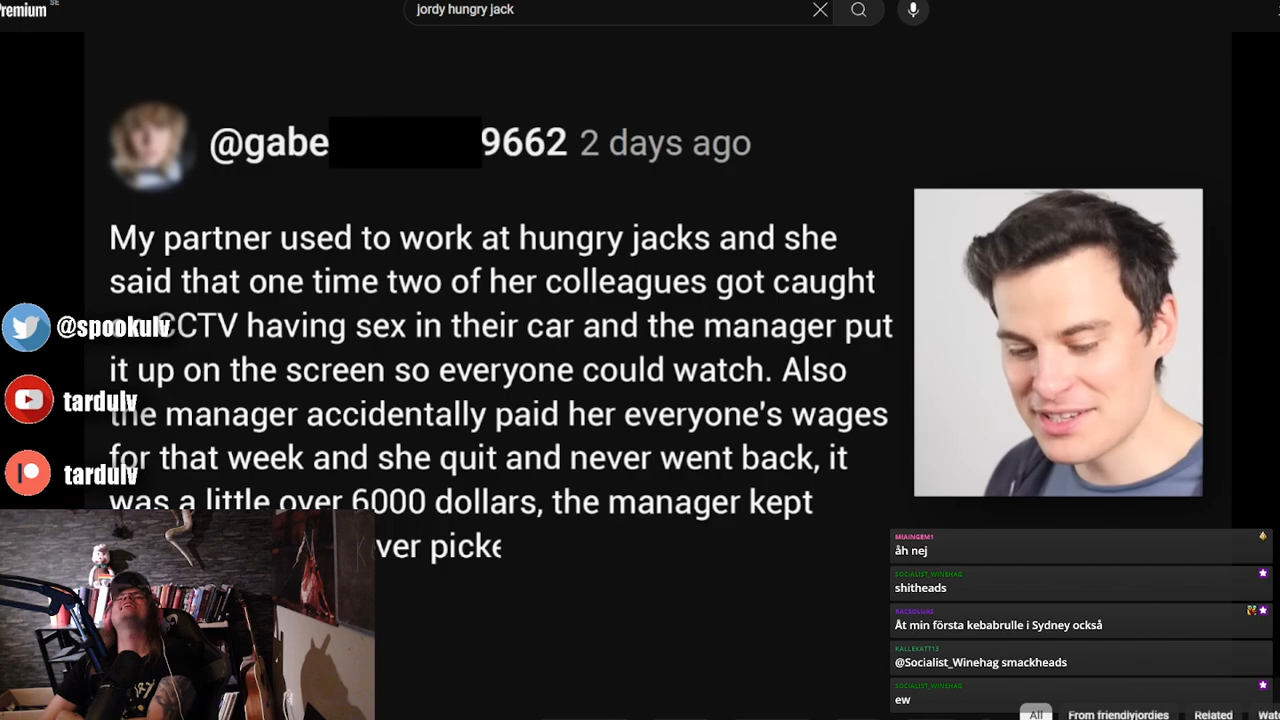 Premium SE
jordy hungry jack
@gabe 9662 2 days ago
My partner used to work at hungry jacks and she
said that one time two of her colleagues got caught
CCTV having sex in their car and the manager put
@spookulv
it up on the screen so everyone could watch. Also
the manager accidentally paid her everyone's wages
tardulv
for that week and she quit and never went back, it
tardulv
was a little over 6000 dollars, the manager kept
ver picke
MIAINGEM1
åh nej
SOCIALIST_WINEHAG
shitheads
Åt min första kebabrulle i Sydney också
KALLEKATT13
@Socialist_Winehag smackheads
SOCIALIST_WINEHAG
ew
All From friendlyjordies Related Wat